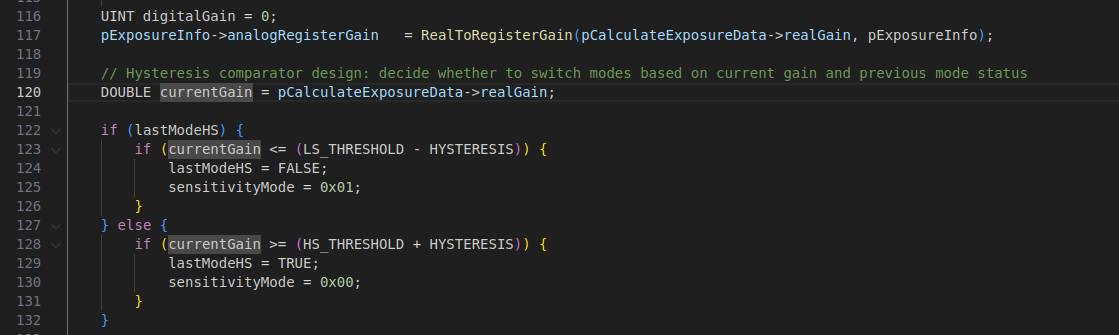 116 UINT digitalGain = 0;
117 pExposureInfo->analogRegisterGain   = RealToRegisterGain(pCalculateExposureData->realGain, pExposureInfo);
118
119 // Hysteresis comparator design: decide whether to switch modes based on current gain and previous mode status
120 DOUBLE currentGain = pCalculateExposureData->realGain;
121
122 if (lastModeHS) {
123     if (currentGain <= (LS_THRESHOLD - HYSTERESIS)) {
124         lastModeHS = FALSE;
125         sensitivityMode = 0x01;
126     }
127 } else {
128     if (currentGain >= (HS_THRESHOLD + HYSTERESIS)) {
129         lastModeHS = TRUE;
130         sensitivityMode = 0x00;
131     }
132 }